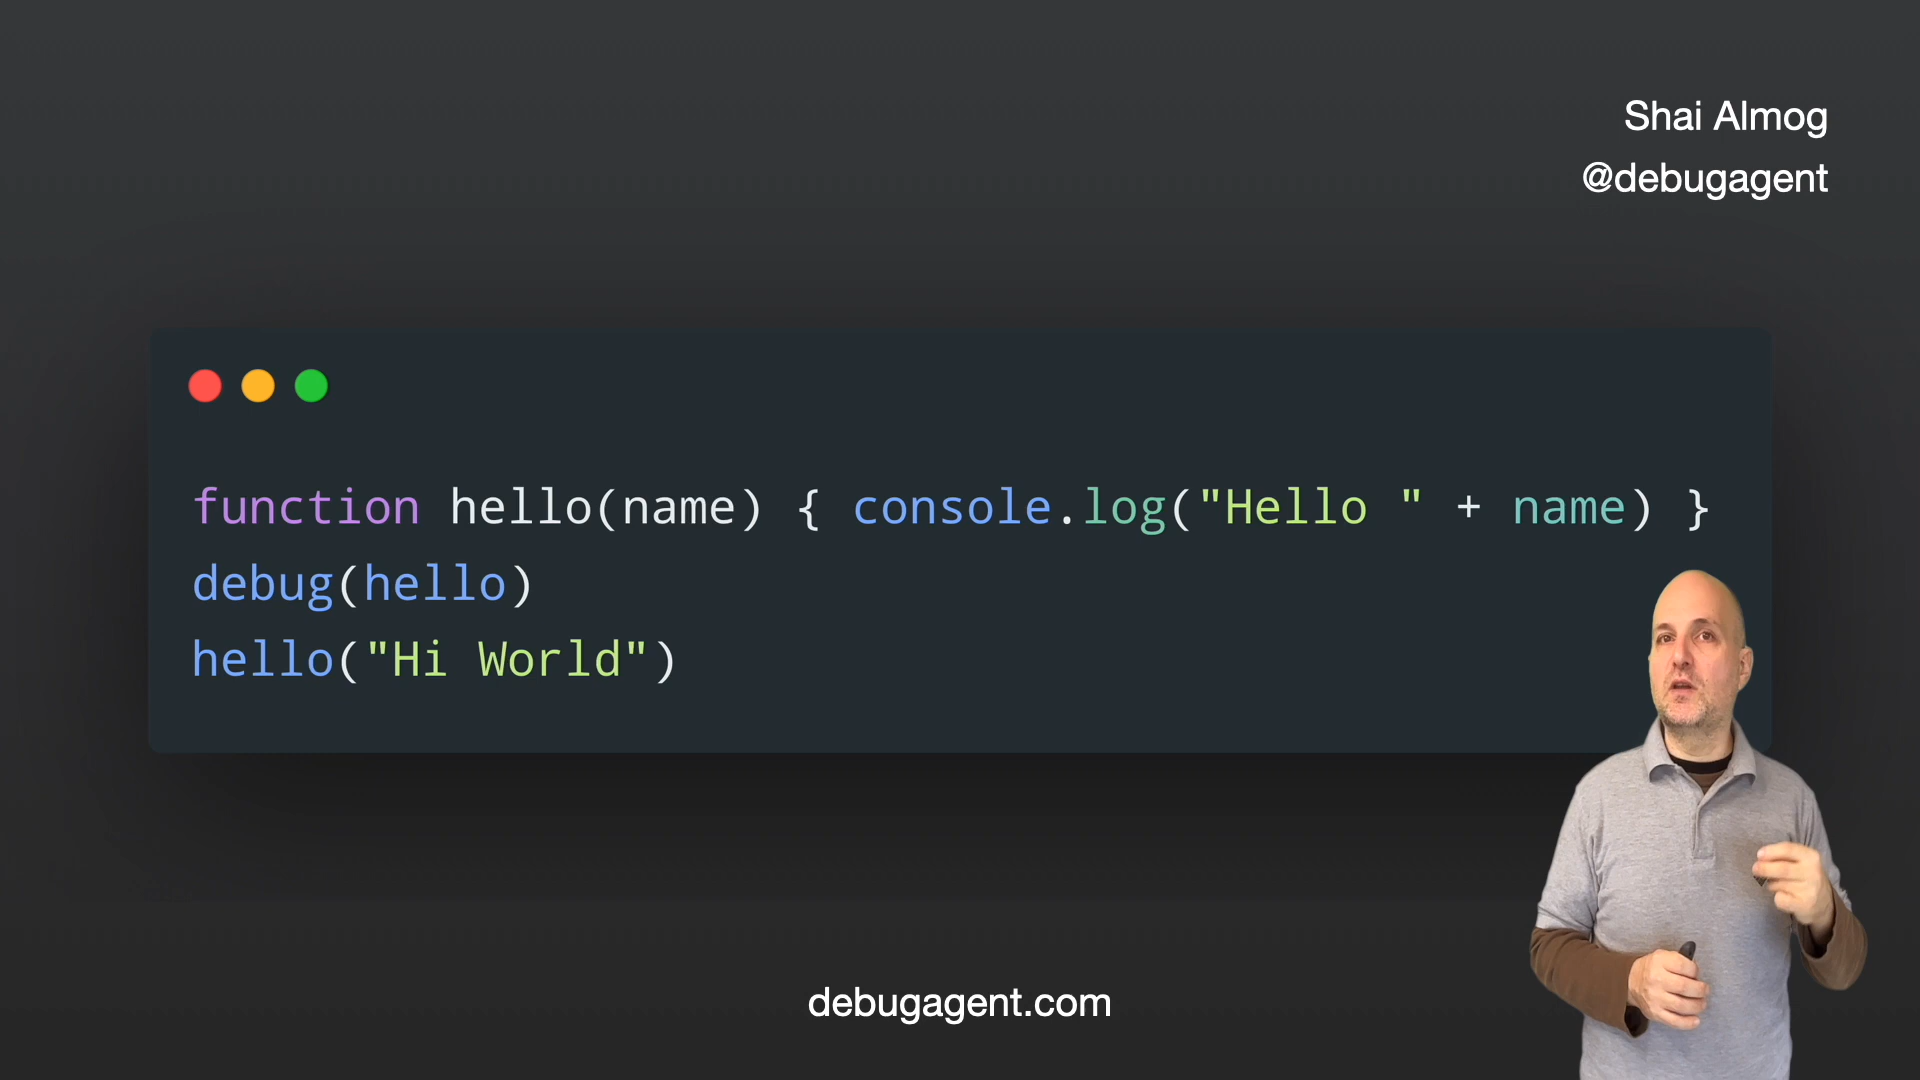 Shai Almog
@debugagent
function hello(name) { console.log("Hello " + name) }
debug(hello)
hello("Hi World")
debugagent.com